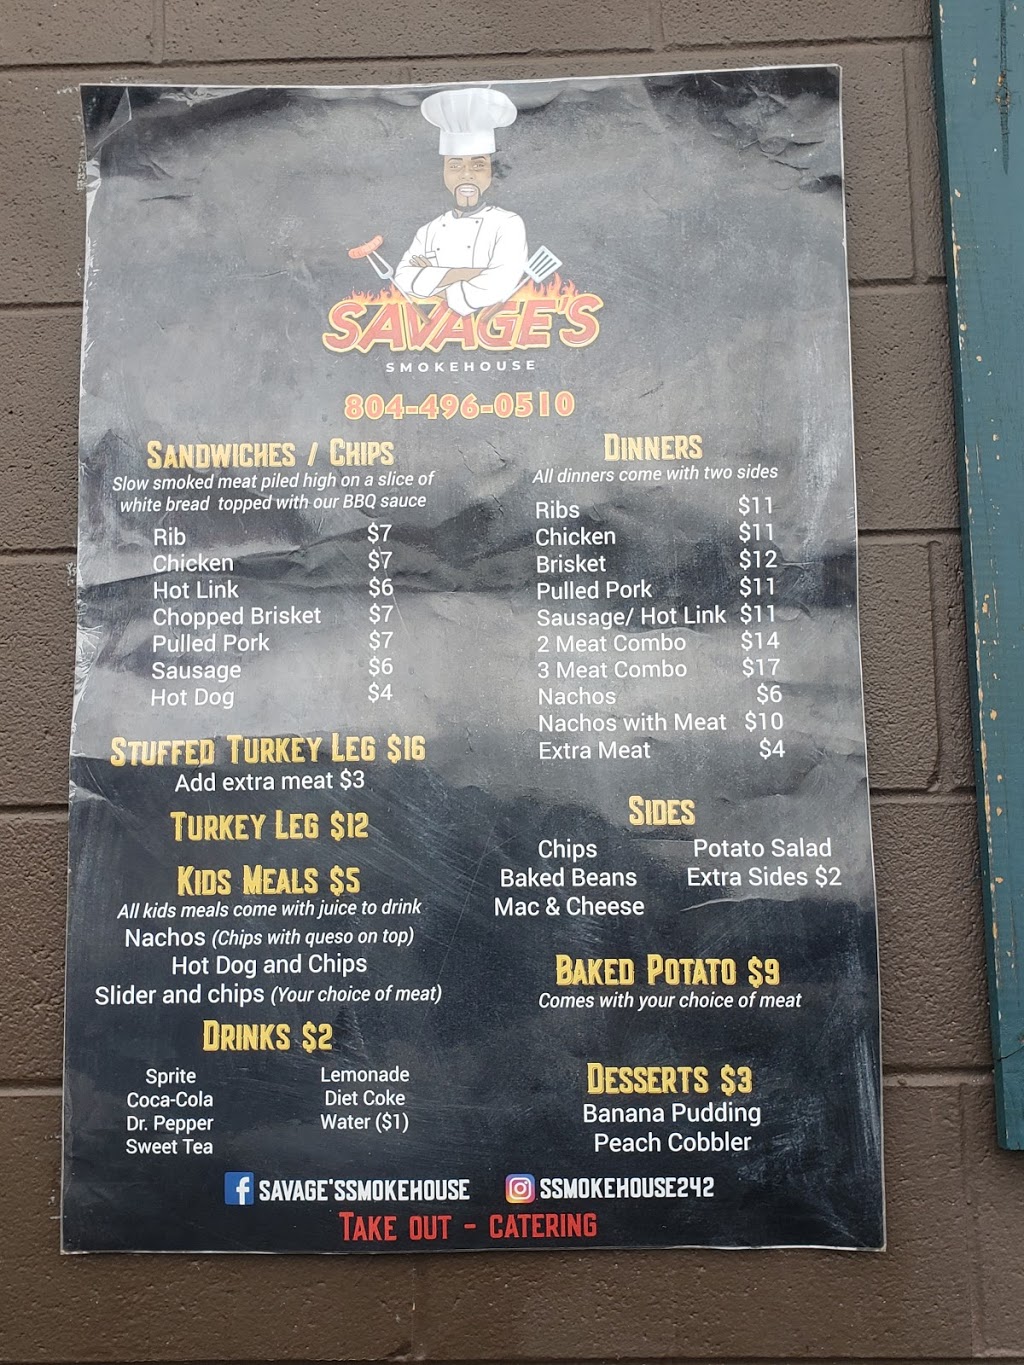 SAVAGE'S
SMOKEHOUSE
804-496-0510
SANDWICHES / CHIPS
Slow smoked meat piled high on a slice of
white bread topped with our BBQ sauce
Rib $7
Chicken $7
Hot Link $6
Chopped Brisket $7
Pulled Pork $7
Sausage $6
Hot Dog $4
STUFFED TURKEY LEG $16
Add extra meat $3
TURKEY LEG $12
KIDS MEALS $5
All kids meals come with juice to drink
Nachos (Chips with queso on top)
Hot Dog and Chips
Slider and chips (Your choice of meat)
DRINKS $2
Sprite
Coca-Cola
Dr. Pepper
Sweet Tea
Lemonade
Diet Coke
Water ($1)
DINNERS
All dinners come with two sides
Ribs $11
Chicken $11
Brisket $12
Pulled Pork $11
Sausage/ Hot Link $11
2 Meat Combo $14
3 Meat Combo $17
Nachos $6
Nachos with Meat $10
Extra Meat $4
SIDES
Chips
Baked Beans
Mac & Cheese
Potato Salad
Extra Sides $2
BAKED POTATO $9
Comes with your choice of meat
DESSERTS $3
Banana Pudding
Peach Cobbler
f SAVAGE'SSMOKEHOUSE
SSMOKEHOUSE242
TAKE OUT - CATERING